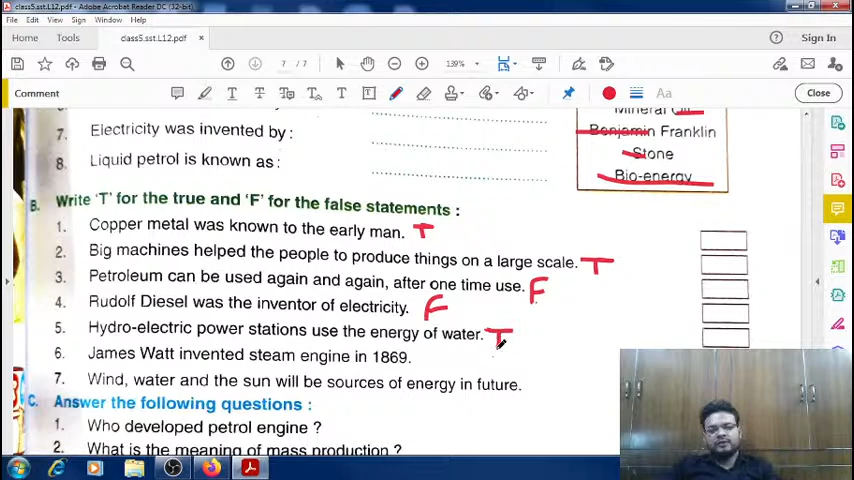 class5.sst.L12.pdf - Adobe Acrobat Reader DC (32-bit)
File Edit View Sign Window Help
Home Tools class5.sst.L12.pdf × Sign In
7 / 7 139%
Comment Aa Close
Mineral Oil
7. Electricity was invented by:
Benjamin Franklin
8. Liquid petrol is known as:
Stone
Bio-energy
B. Write 'T' for the true and 'F' for the false statements :
1. Copper metal was known to the early man. T
2. Big machines helped the people to produce things on a large scale. T
3. Petroleum can be used again and again, after one time use. F
4. Rudolf Diesel was the inventor of electricity. F
5. Hydro-electric power stations use the energy of water. T
6. James Watt invented steam engine in 1869.
7. Wind, water and the sun will be sources of energy in future.
C. Answer the following questions :
1. Who developed petrol engine ?
2. What is the meaning of mass production ?